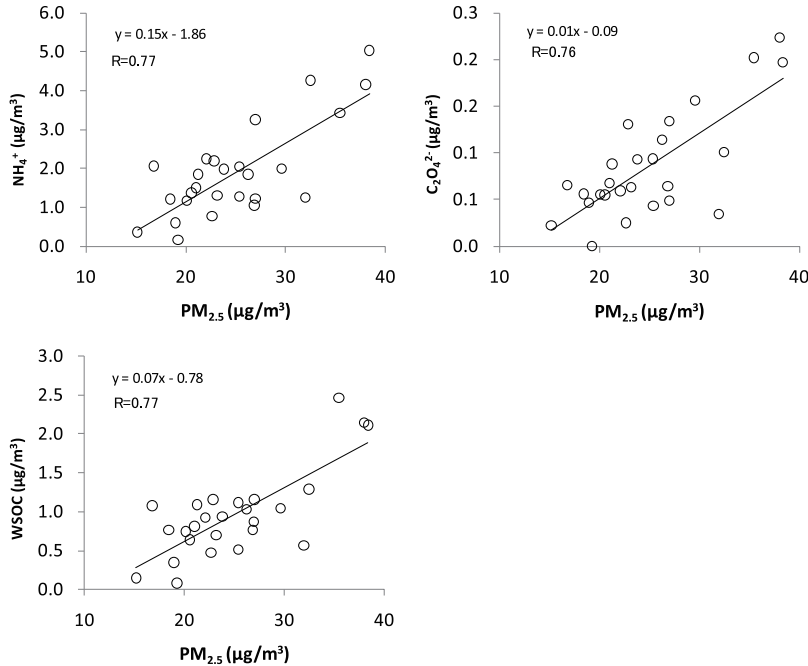 y = 0.15x - 1.86
R=0.77
6.0
5.0
4.0
3.0
2.0
1.0
0.0
NH₄⁺ (µg/m³)
10 20 30 40
PM₂.₅ (µg/m³)
y = 0.01x - 0.09
R=0.76
0.3
0.2
0.2
0.1
0.1
0.0
C₂O₄²⁻ (µg/m³)
10 20 30 40
PM₂.₅ (µg/m³)
y = 0.07x - 0.78
R=0.77
3.0
2.5
2.0
1.5
1.0
0.5
0.0
WSOC (µg/m³)
10 20 30 40
PM₂.₅ (µg/m³)